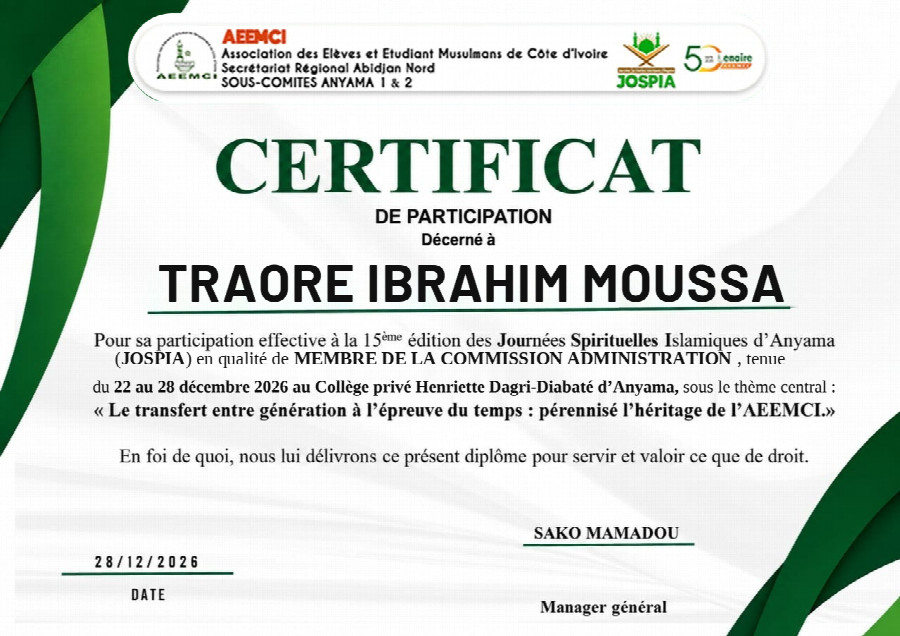 AEEMCI
AEEMCI
Association des Elèves et Etudiant Musulmans de Côte d'Ivoire
Secrétariat Régional Abidjan Nord
SOUS-COMITES ANYAMA 1 & 2
JOSPIA
50 enaire
CERTIFICAT
DE PARTICIPATION
Décerné à
TRAORE IBRAHIM MOUSSA
Pour sa participation effective à la 15ème édition des Journées Spirituelles Islamiques d'Anyama
(JOSPIA) en qualité de MEMBRE DE LA COMMISSION ADMINISTRATION , tenue
du 22 au 28 décembre 2026 au Collège privé Henriette Dagri-Diabaté d'Anyama, sous le thème central :
« Le transfert entre génération à l'épreuve du temps : pérennisé l'héritage de l'AEEMCI.»
En foi de quoi, nous lui délivrons ce présent diplôme pour servir et valoir ce que de droit.
SAKO MAMADOU
28/12/2026
DATE
Manager général